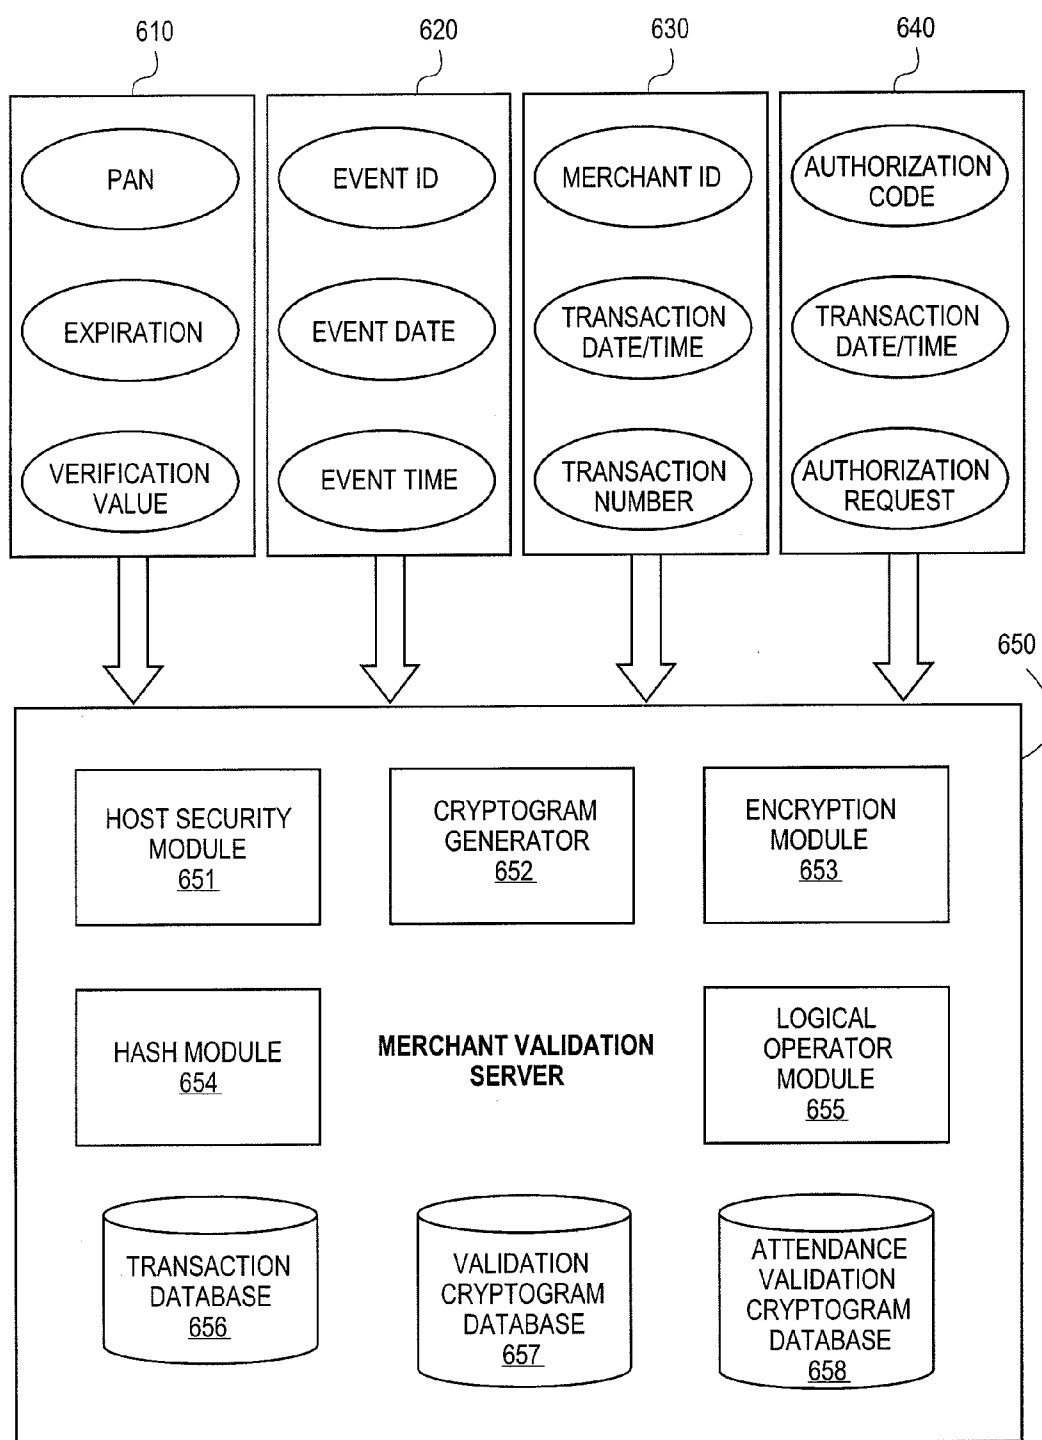 610
620
630
640
PAN
EVENT ID
MERCHANT ID
AUTHORIZATION
CODE
EXPIRATION
EVENT DATE
TRANSACTION
DATE/TIME
TRANSACTION
DATE/TIME
VERIFICATION
VALUE
EVENT TIME
TRANSACTION
NUMBER
AUTHORIZATION
REQUEST
650
HOST SECURITY
MODULE
651
CRYPTOGRAM
GENERATOR
652
ENCRYPTION
MODULE
653
HASH MODULE
654
MERCHANT VALIDATION
SERVER
LOGICAL
OPERATOR
MODULE
655
TRANSACTION
DATABASE
656
VALIDATION
CRYPTOGRAM
DATABASE
657
ATTENDANCE
VALIDATION
CRYPTOGRAM
DATABASE
658